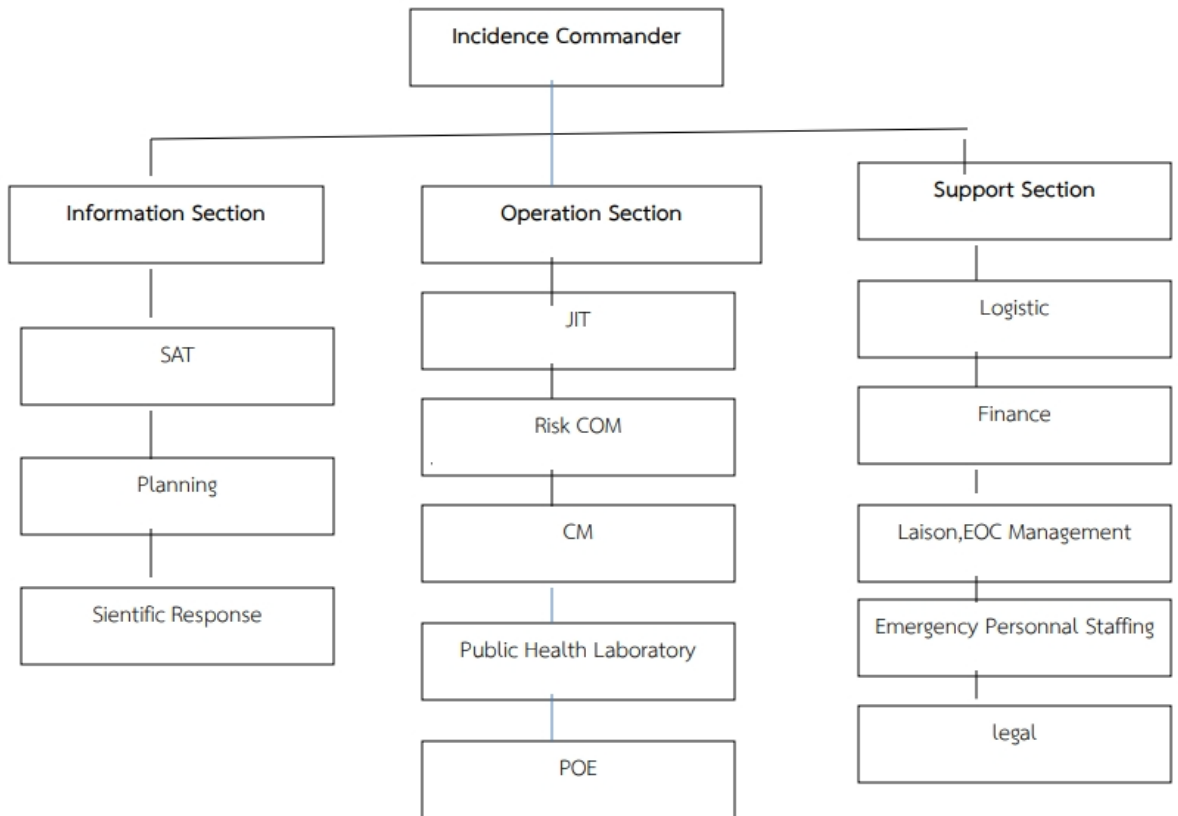 Incidence Commander
Information Section
SAT
Planning
Sientific Response
Operation Section
JIT
Risk COM
CM
Public Health Laboratory
POE
Support Section
Logistic
Finance
Laison,EOC Management
Emergency Personnal Staffing
legal